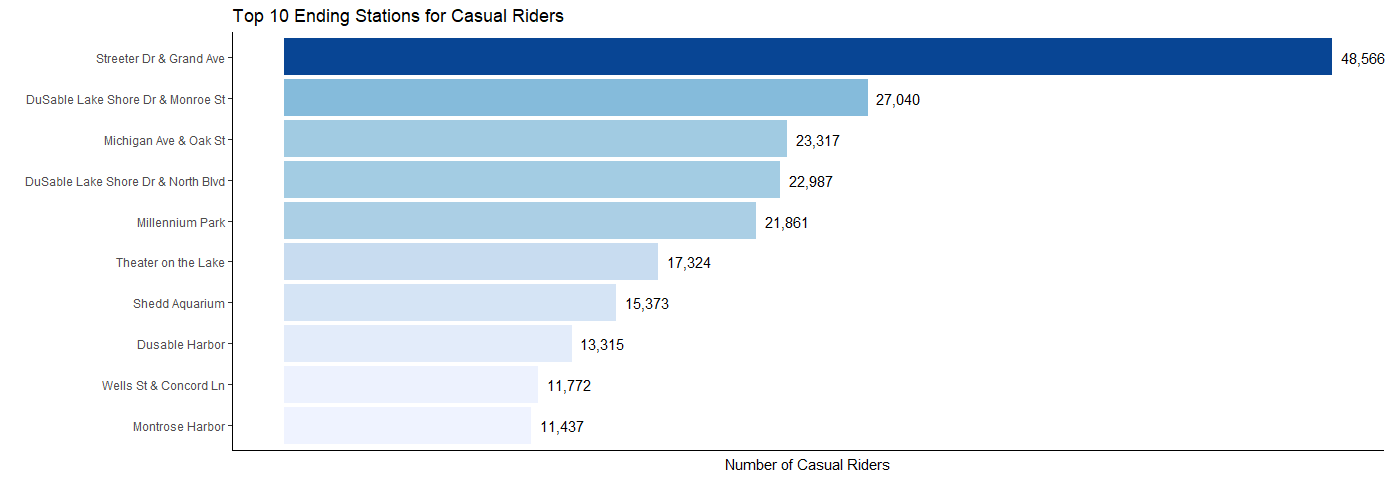 Top 10 Ending Stations for Casual Riders
Streeter Dr & Grand Ave 48,566
DuSable Lake Shore Dr & Monroe St 27,040
Michigan Ave & Oak St 23,317
DuSable Lake Shore Dr & North Blvd 22,987
Millennium Park 21,861
Theater on the Lake 17,324
Shedd Aquarium 15,373
Dusable Harbor 13,315
Wells St & Concord Ln 11,772
Montrose Harbor 11,437
Number of Casual Riders